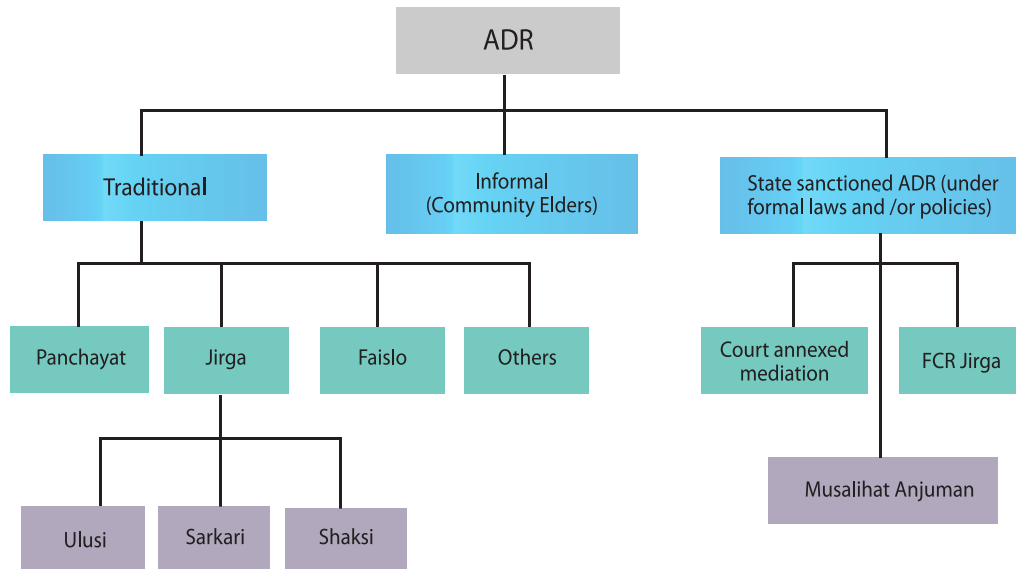 ADR
Traditional
Informal
(Community Elders)
State sanctioned ADR (under
formal laws and /or policies)
Panchayat
Jirga
Faislo
Others
Court annexed
mediation
FCR Jirga
Musalihat Anjuman
Ulusi
Sarkari
Shaksi